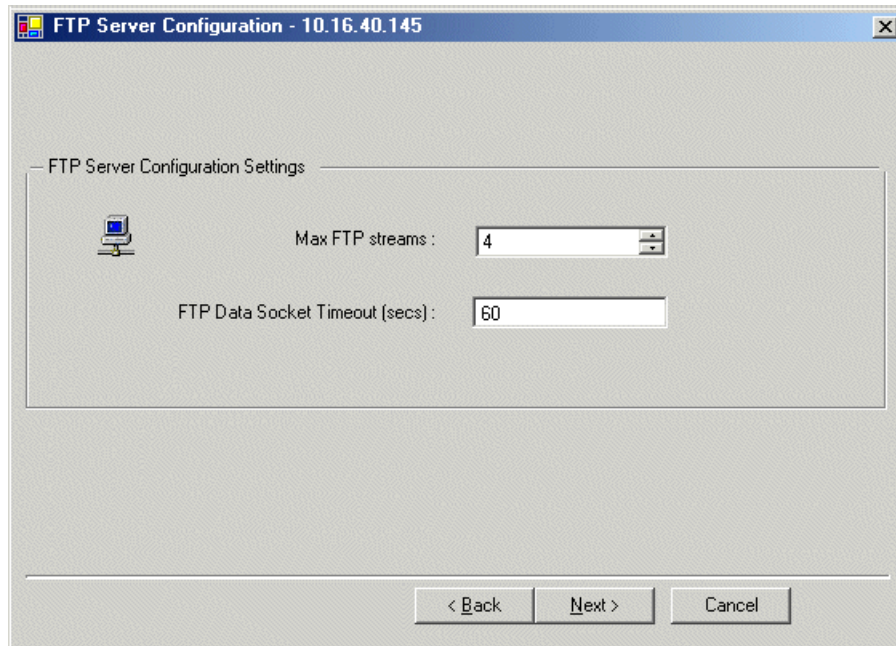 FTP Server Configuration - 10.16.40.145
FTP Server Configuration Settings
Max FTP streams : 4
FTP Data Socket Timeout (secs) : 60
< Back Next > Cancel